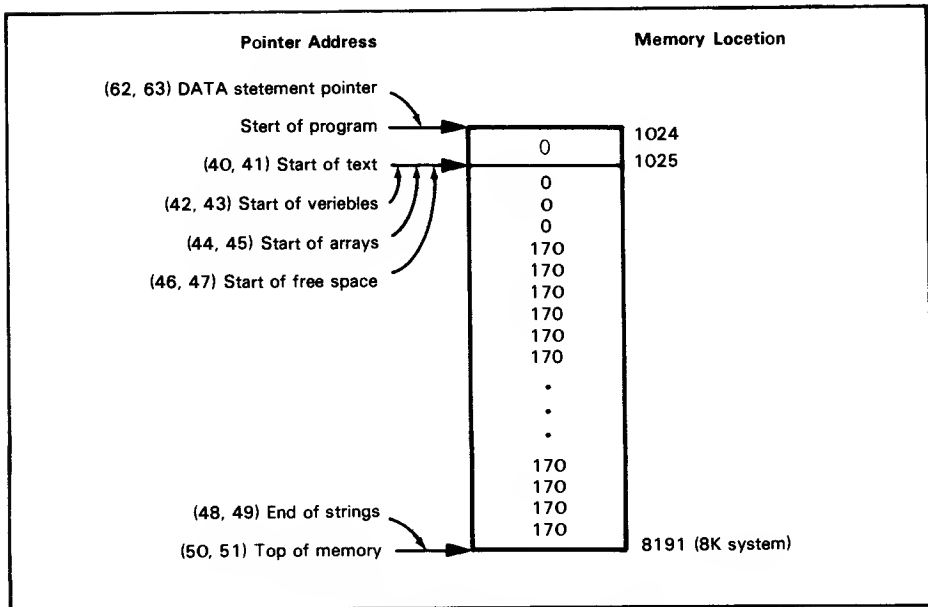 Pointer Address Memory Locetion
(62, 63) DATA stetement pointer
Stert of program 1024
0
(40, 41) Start of text 1025
0
(42, 43) Start of veriebles 0
0
(44, 45) Start of arrays 170
170
(46, 47) Start of free space 170
170
170
170
.
.
.
170
170
(48, 49) End of strings 170
170
(50, 51) Top of memory 8191 (8K system)